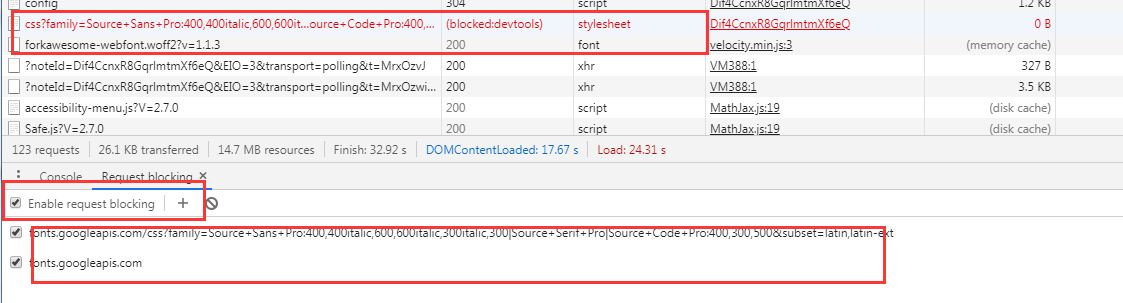 config 304 script Dif4CcnxR8GqrlmtmXf6eQ 1.2 KB
css?family=Source+Sans+Pro:400,400italic,600,600it...ource+Code+Pro:400,... (blocked:devtools) stylesheet Dif4CcnxR8GqrlmtmXf6eQ 0 B
forkawesome-webfont.woff2?v=1.1.3 200 font velocity.min.js:3 (memory cache)
?noteId=Dif4CcnxR8GqrlmtmXf6eQ&EIO=3&transport=polling&t=MrxOzvJ 200 xhr VM388:1 327 B
?noteId=Dif4CcnxR8GqrlmtmXf6eQ&EIO=3&transport=polling&t=MrxOzwi... 200 xhr VM388:1 3.5 KB
accessibility-menu.js?V=2.7.0 200 script MathJax.js:19 (disk cache)
Safe.js?V=2.7.0 200 script MathJax.js:19 (disk cache)
123 requests 26.1 KB transferred 14.7 MB resources Finish: 32.92 s DOMContentLoaded: 17.67 s Load: 24.31 s
Console Request blocking ×
Enable request blocking +
fonts.googleapis.com/css?family=Source+Sans+Pro:400,400italic,600,600italic,300italic,300|Source+Serif+Pro|Source+Code+Pro:400,300,500&subset=latin,latin-ext
fonts.googleapis.com